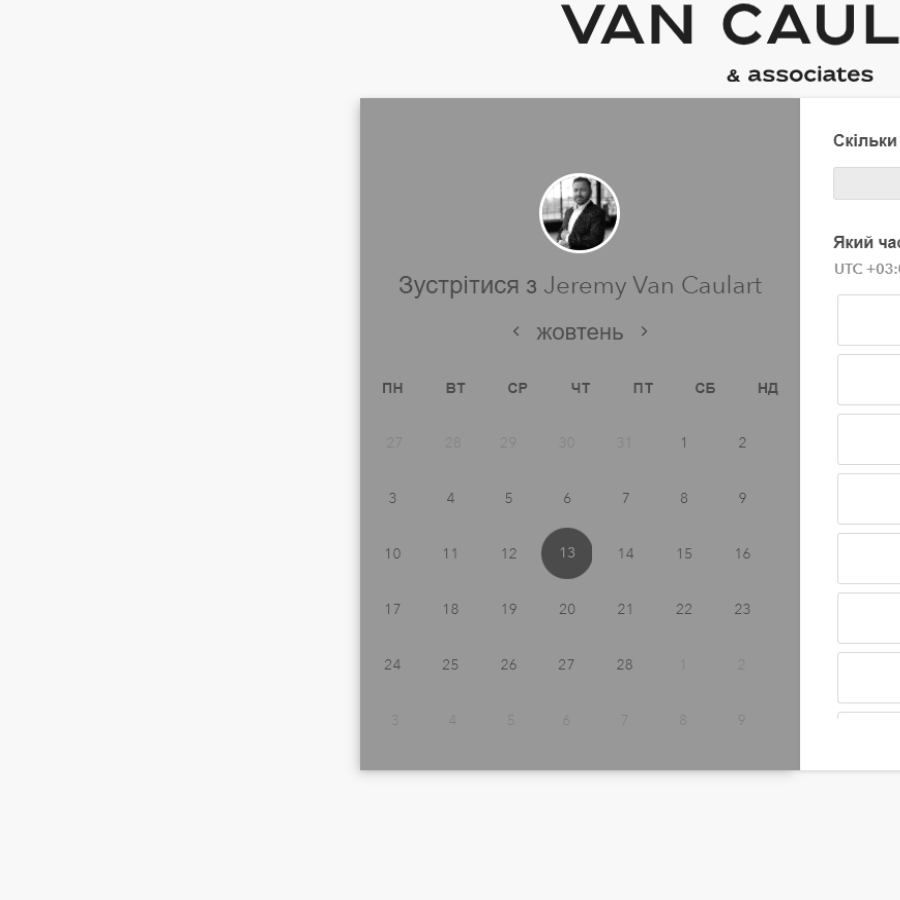 VAN CAUL
& associates
Зустрітися з Jeremy Van Caulart
жовтень
ПН ВТ СР ЧТ ПТ СБ НД
27 28 29 30 31 1 2
3 4 5 6 7 8 9
10 11 12 13 14 15 16
17 18 19 20 21 22 23
24 25 26 27 28 1 2
3 4 5 6 7 8 9
Скільки
Який
UTC +03: